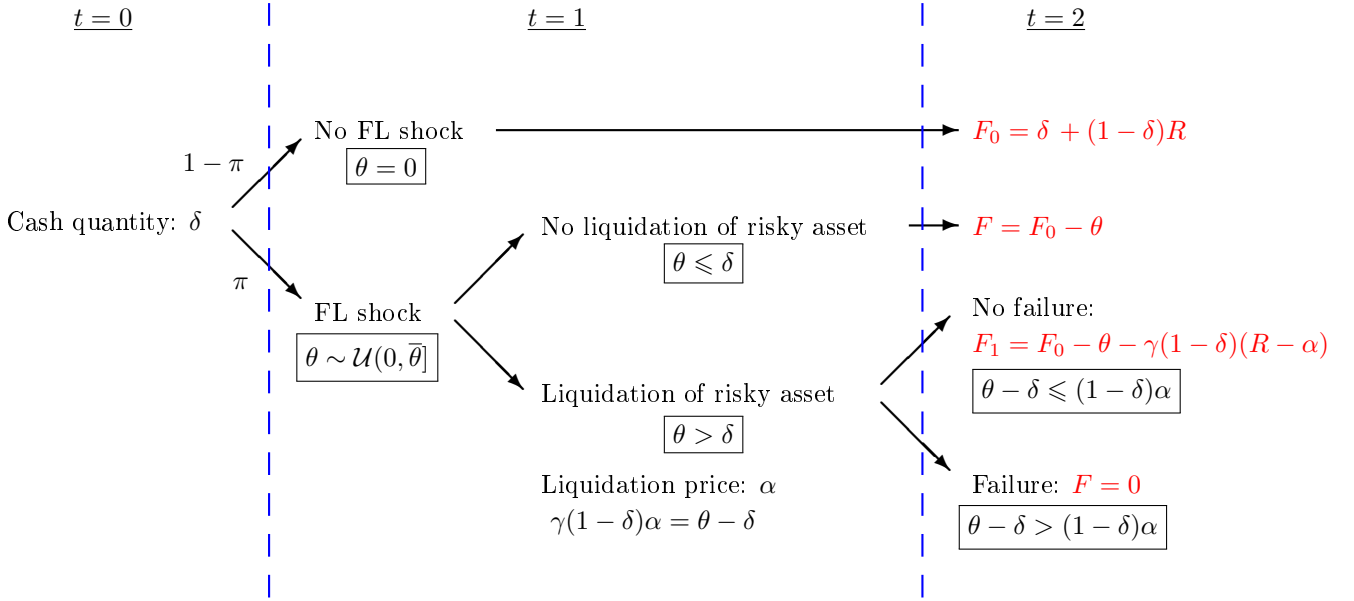 t = 0
t = 1
t = 2
No FL shock
θ = 0
F₀ = δ + (1 − δ)R
1 − π
Cash quantity: δ
π
No liquidation of risky asset
θ ⩽ δ
F = F₀ − θ
FL shock
θ ∼ 𝒰(0, θ̅]
No failure:
F₁ = F₀ − θ − γ(1 − δ)(R − α)
θ − δ ⩽ (1 − δ)α
Liquidation of risky asset
θ > δ
Liquidation price: α
γ(1 − δ)α = θ − δ
Failure: F = 0
θ − δ > (1 − δ)α